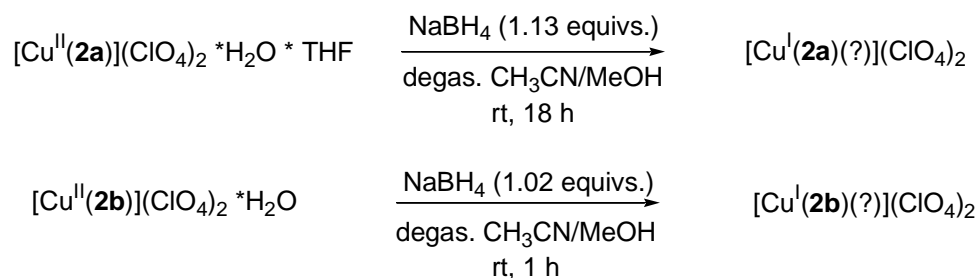 [Cu^II(2a)](ClO₄)₂ *H₂O * THF
NaBH₄ (1.13 equivs.)
degas. CH₃CN/MeOH
rt, 18 h
[Cu^I(2a)(?)](ClO₄)₂
[Cu^II(2b)](ClO₄)₂ *H₂O
NaBH₄ (1.02 equivs.)
degas. CH₃CN/MeOH
rt, 1 h
[Cu^I(2b)(?)](ClO₄)₂